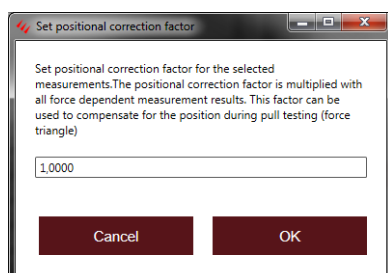 Set positional correction factor
Set positional correction factor for the selected
measurements.The positional correction factor is multiplied with
all force dependent measurement results. This factor can be
used to compensate for the position during pull testing (force
triangle)
1,0000
Cancel
OK